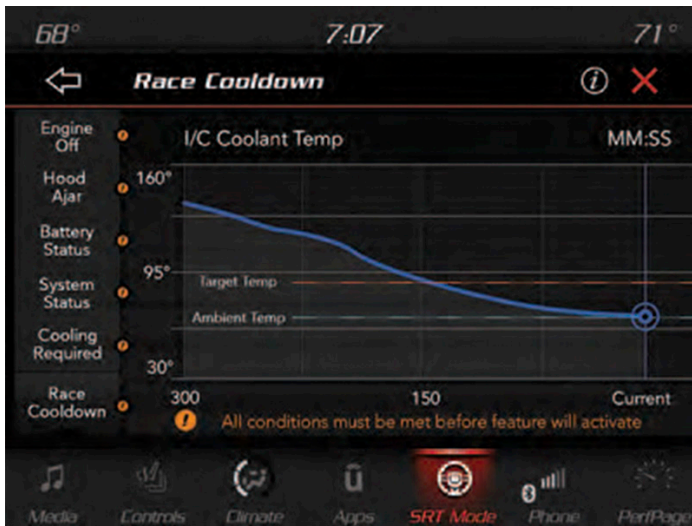 68°
7:07
71°
Race Cooldown
i
Engine
Off
I/C Coolant Temp
MM:SS
Hood
Ajar
160°
Battery
Status
System
Status
95°
Target Temp
Ambient Temp
Cooling
Required
30°
Race
Cooldown
300
150
Current
! All conditions must be met before feature will activate
Media
Controls
Climate
Apps
SRT Mode
Phone
PerfPage